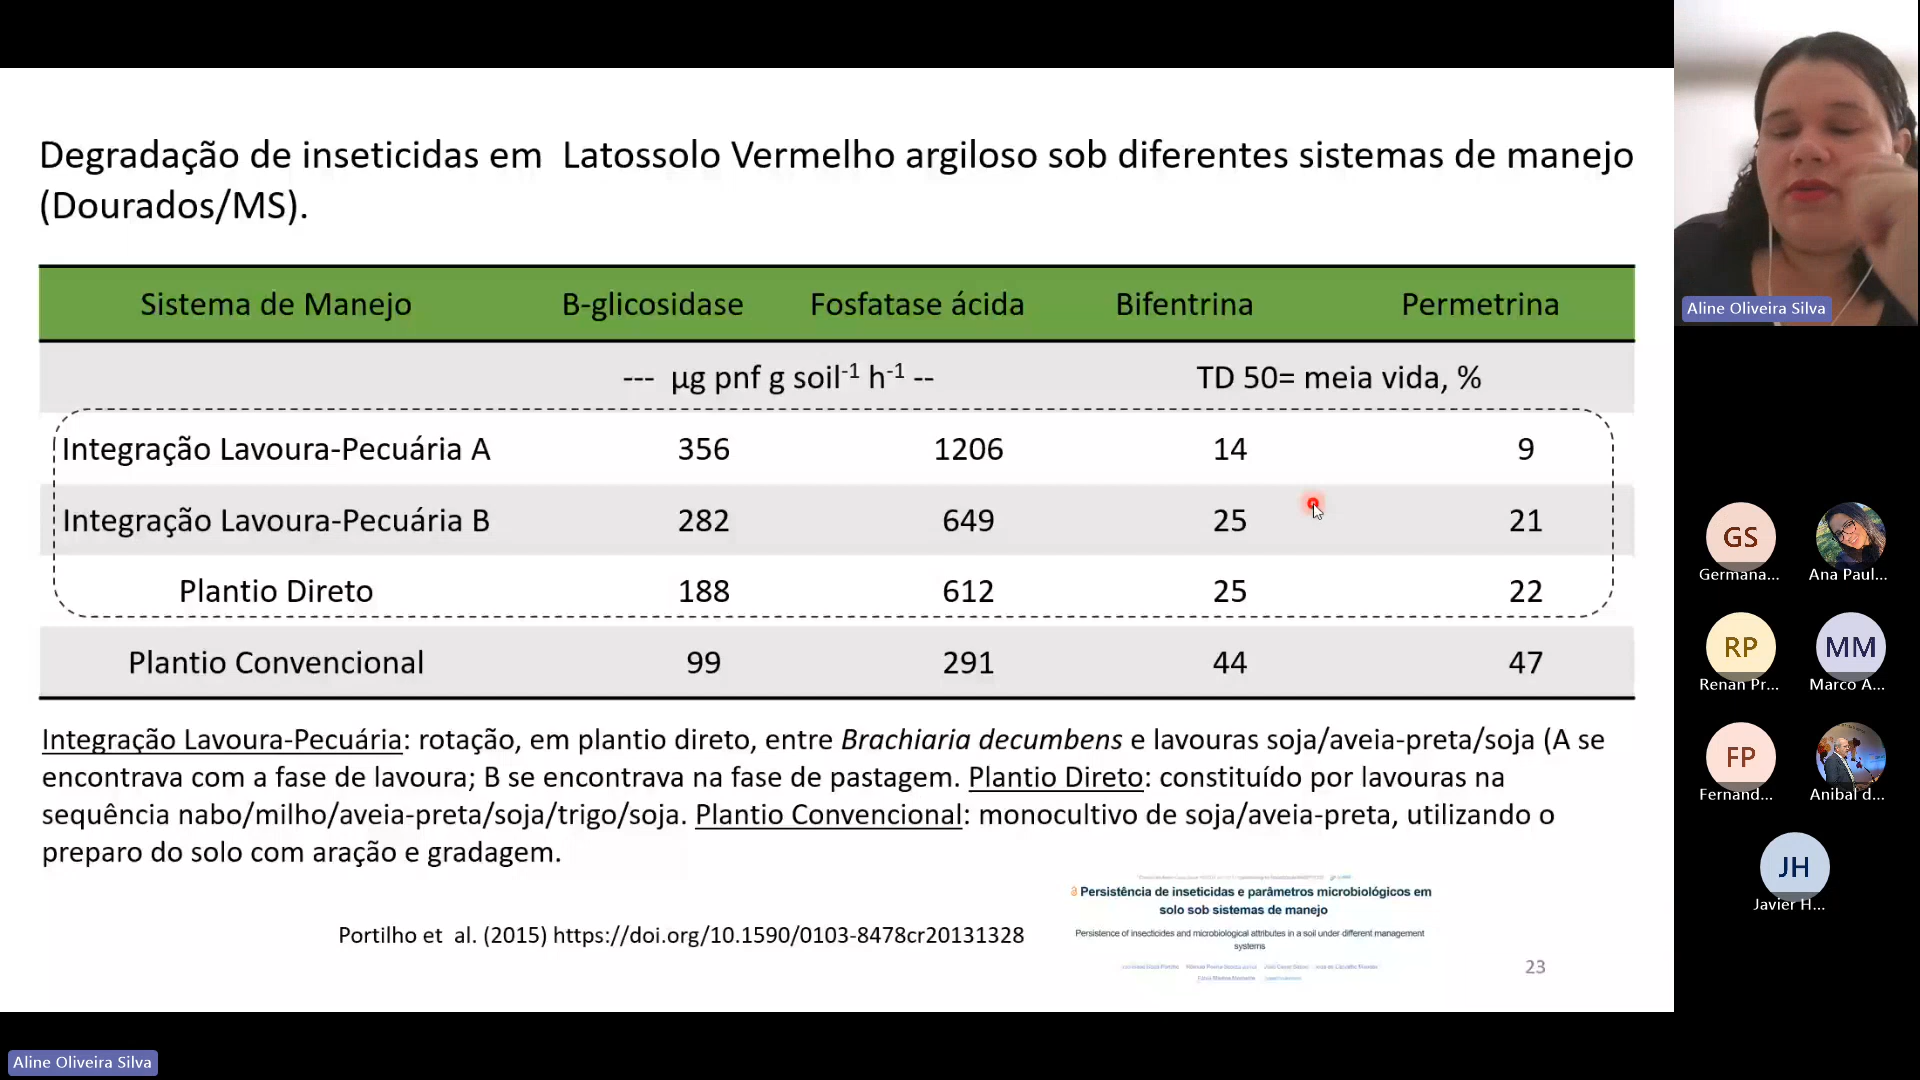 Degradação de inseticidas em Latossolo Vermelho argiloso sob diferentes sistemas de manejo
(Dourados/MS).
Sistema de Manejo B-glicosidase Fosfatase ácida Bifentrina Permetrina
--- µg pnf g soil-1 h-1 -- TD 50= meia vida, %
Integração Lavoura-Pecuária A 356 1206 14 9
Integração Lavoura-Pecuária B 282 649 25 21
Plantio Direto 188 612 25 22
Plantio Convencional 99 291 44 47
Integração Lavoura-Pecuária: rotação, em plantio direto, entre Brachiaria decumbens e lavouras soja/aveia-preta/soja (A se
encontrava com a fase de lavoura; B se encontrava na fase de pastagem. Plantio Direto: constituído por lavouras na
sequência nabo/milho/aveia-preta/soja/trigo/soja. Plantio Convencional: monocultivo de soja/aveia-preta, utilizando o
preparo do solo com aração e gradagem.
Portilho et al. (2015) https://doi.org/10.1590/0103-8478cr20131328
Persistência de inseticidas e parâmetros microbiológicos em
solo sob sistemas de manejo
Persistence of insecticides and microbiological attributes in a soil under different management
systems
23
Aline Oliveira Silva
GS
Germana...
Ana Paul...
RP
Renan Pr...
MM
Marco A...
FP
Fernand...
Anibal d...
JH
Javier H...
Aline Oliveira Silva